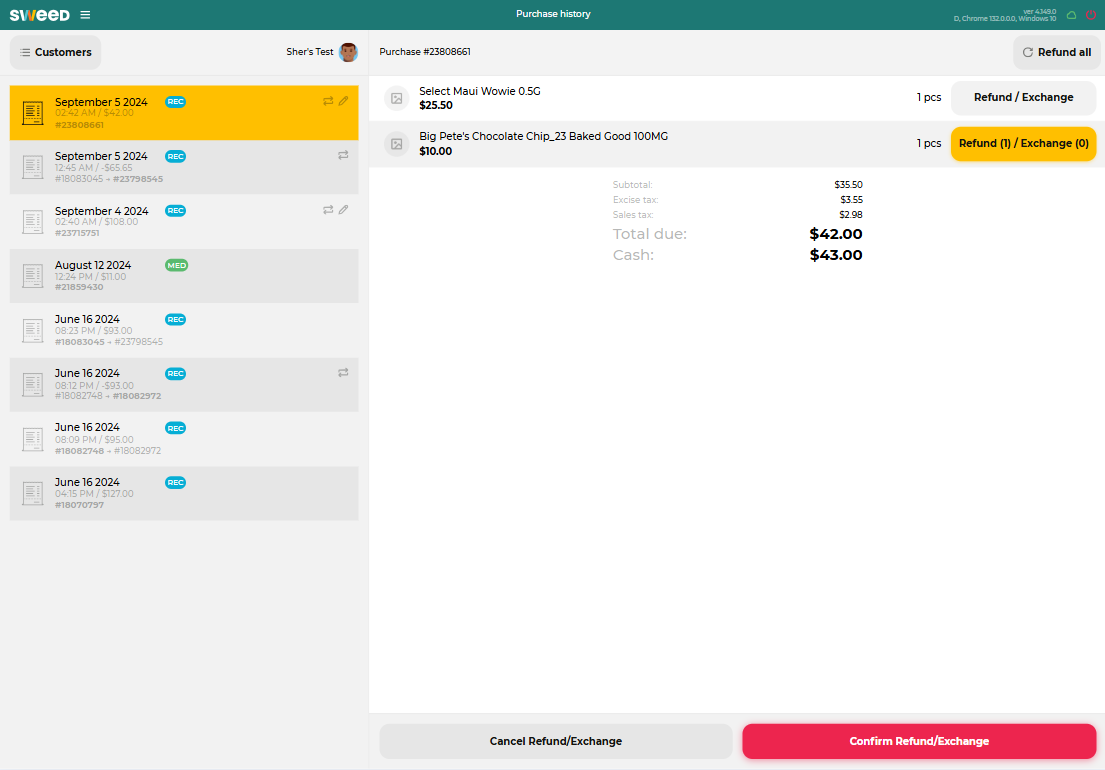 SWEED
Purchase history
ver 4.149.0
D, Chrome 132.0.0.0, Windows 10
Customers
Sher's Test
Purchase #23808661
Refund all
September 5 2024 REC
02:42 AM / $42.00
#23808661
September 5 2024 REC
12:45 AM / -$65.65
#18083045 → #23798545
September 4 2024 REC
02:40 AM / $108.00
#23715751
August 12 2024 MED
12:24 PM / $11.00
#21859430
June 16 2024 REC
08:23 PM / $93.00
#18083045 → #23798545
June 16 2024 REC
08:12 PM / -$93.00
#18082748 → #18082972
June 16 2024 REC
08:09 PM / $95.00
#18082748 → #18082972
June 16 2024 REC
04:15 PM / $127.00
#18070797
Select Maui Wowie 0.5G
$25.50
1 pcs
Refund / Exchange
Big Pete's Chocolate Chip_23 Baked Good 100MG
$10.00
1 pcs
Refund (1) / Exchange (0)
Subtotal: $35.50
Excise tax: $3.55
Sales tax: $2.98
Total due: $42.00
Cash: $43.00
Cancel Refund/Exchange
Confirm Refund/Exchange